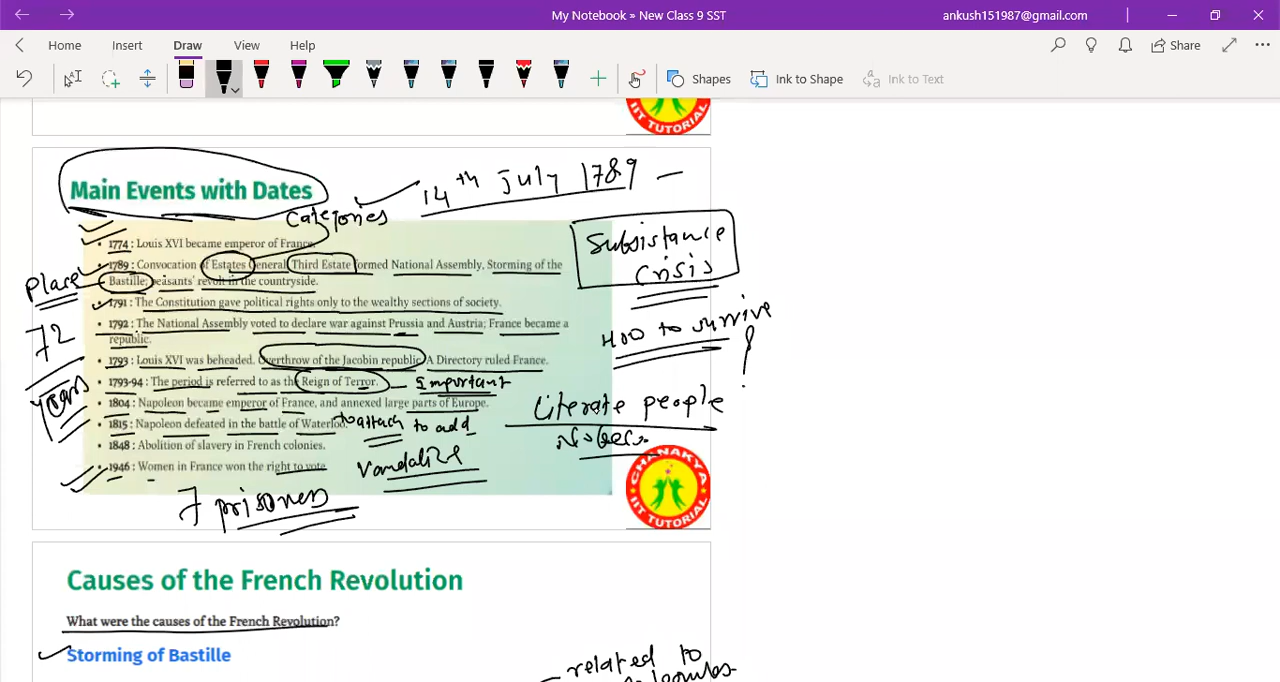 My Notebook » New Class 9 SST
ankush151987@gmail.com
Home Insert Draw View Help
Share
Shapes
Ink to Shape
Ink to Text
IIT TUTORIAL
Main Events with Dates
14th july 1789
Categories
• 1774 : Louis XVI became emperor of France.
• 1789 : Convocation of Estates General, Third Estate formed National Assembly, Storming of the
Bastille; peasants' revolt in the countryside.
• 1791 : The Constitution gave political rights only to the wealthy sections of society.
• 1792 : The National Assembly voted to declare war against Prussia and Austria; France became a
republic.
• 1793 : Louis XVI was beheaded. Overthrow of the Jacobin republic, A Directory ruled France.
• 1793-94 : The period is referred to as the Reign of Terror.
Important
• 1804 : Napoleon became emperor of France, and annexed large parts of Europe.
• 1815 : Napoleon defeated in the battle of Waterloo.
to attach to add
• 1848 : Abolition of slavery in French colonies.
• 1946 : Women in France won the right to vote.
Vandalize
Place
72
years
7 prisoners
Subsistance
Crisis
How to survive
?
Literate people
CHANAKYA
IIT TUTORIAL
Causes of the French Revolution
What were the causes of the French Revolution?
Storming of Bastille
related to